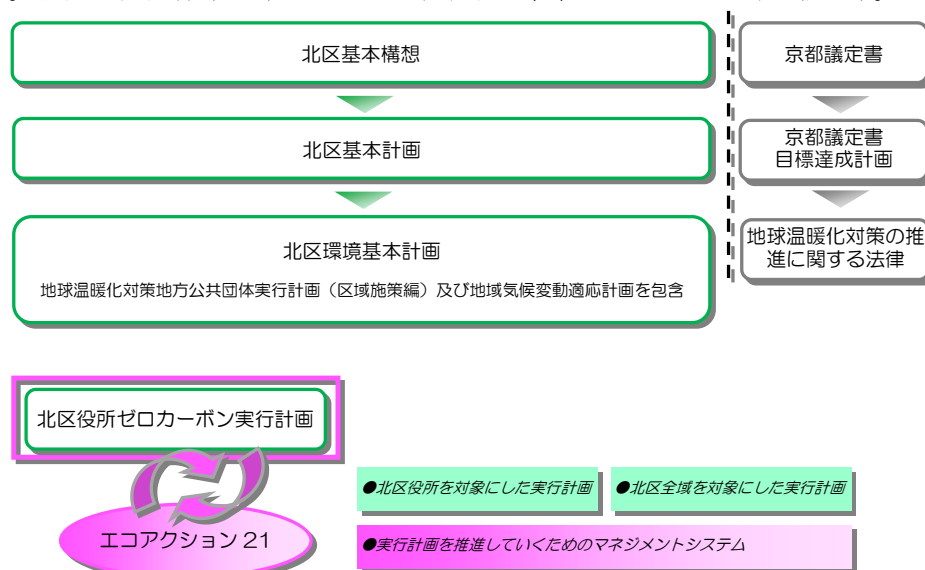 北区基本構想
京都議定書
北区基本計画
京都議定書
目標達成計画
北区環境基本計画
地球温暖化対策地方公共団体実行計画（区域施策編）及び地域気候変動適応計画を包含
地球温暖化対策の推
進に関する法律
北区役所ゼロカーボン実行計画
●北区役所を対象にした実行計画
●北区全域を対象にした実行計画
エコアクション 21
●実行計画を推進していくためのマネジメントシステム